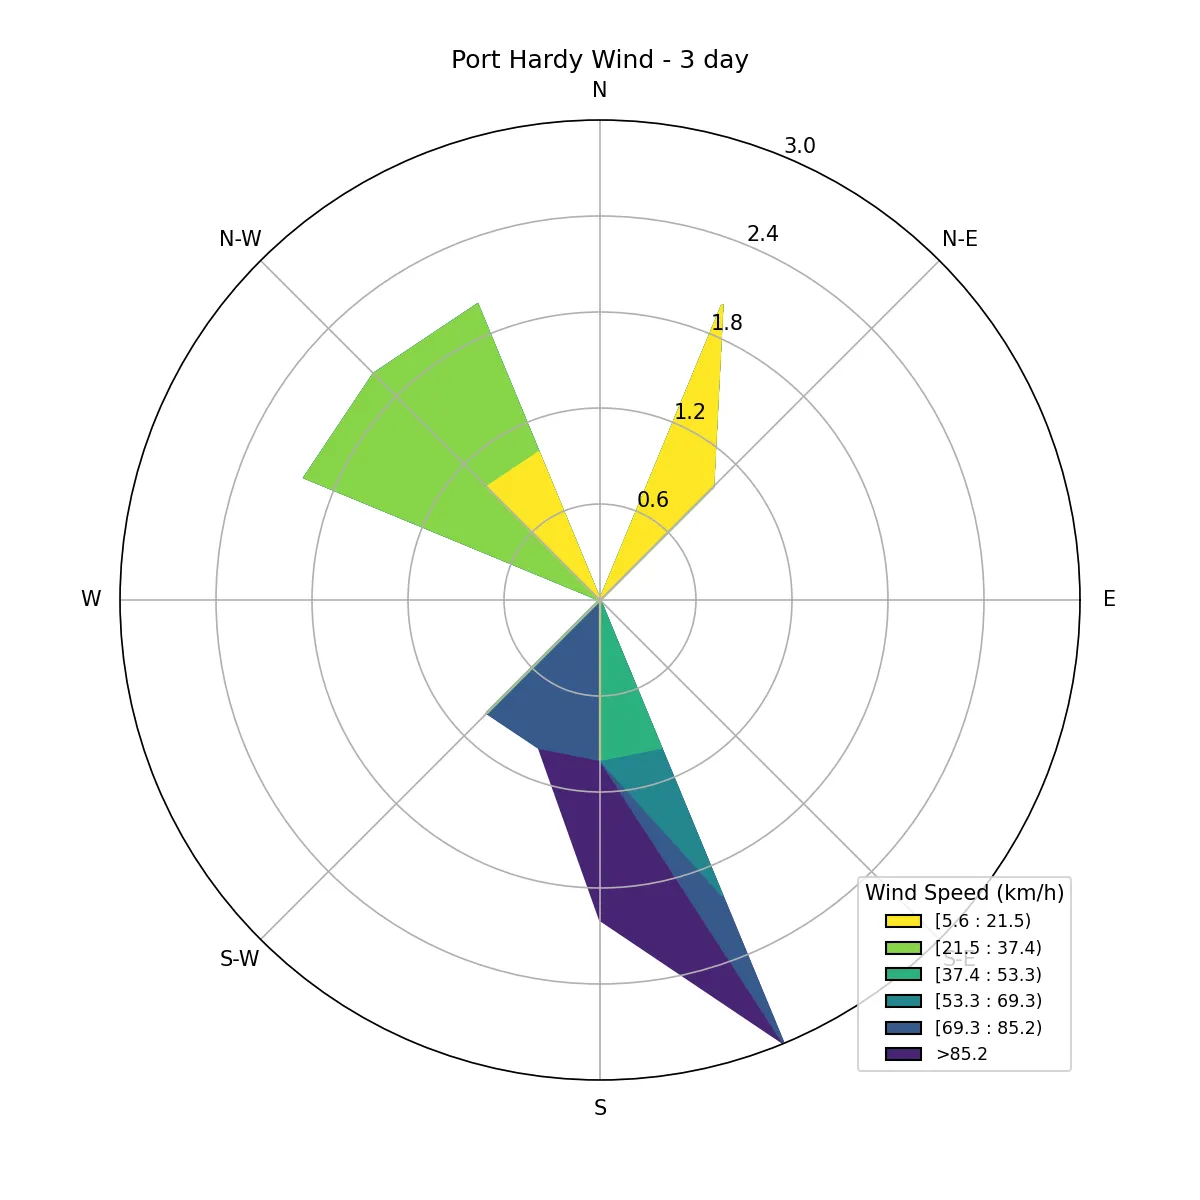 Port Hardy Wind - 3 day
N
3.0
N-W
2.4
N-E
1.8
1.2
0.6
W
E
Wind Speed (km/h)
[5.6 : 21.5)
[21.5 : 37.4)
S-W
S-E
[37.4 : 53.3)
[53.3 : 69.3)
[69.3 : 85.2)
>85.2
S